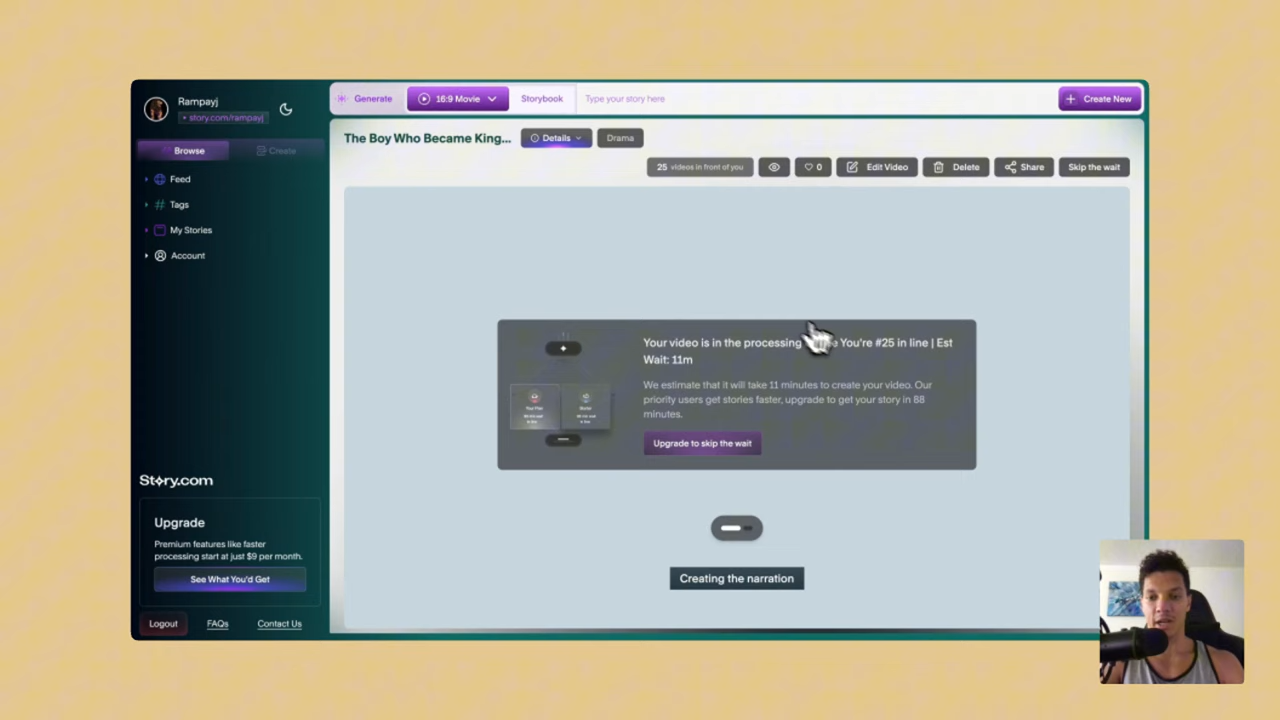 Rampayj
• story.com/rampayj
Browse
Create
Feed
Tags
My Stories
Account
Story.com
Upgrade
Premium features like faster
processing start at just $9 per month.
See What You'd Get
Logout
FAQs
Contact Us
Generate
16:9 Movie
Storybook
Type your story here
Create New
The Boy Who Became King...
Details
Drama
25 videos in front of you
0
Edit Video
Delete
Share
Skip the wait
Your video is in the processing You're #25 in line | Est
Wait: 11m
We estimate that it will take 11 minutes to create your video. Our
priority users get stories faster, upgrade to get your story in 88
minutes.
Upgrade to skip the wait
Creating the narration